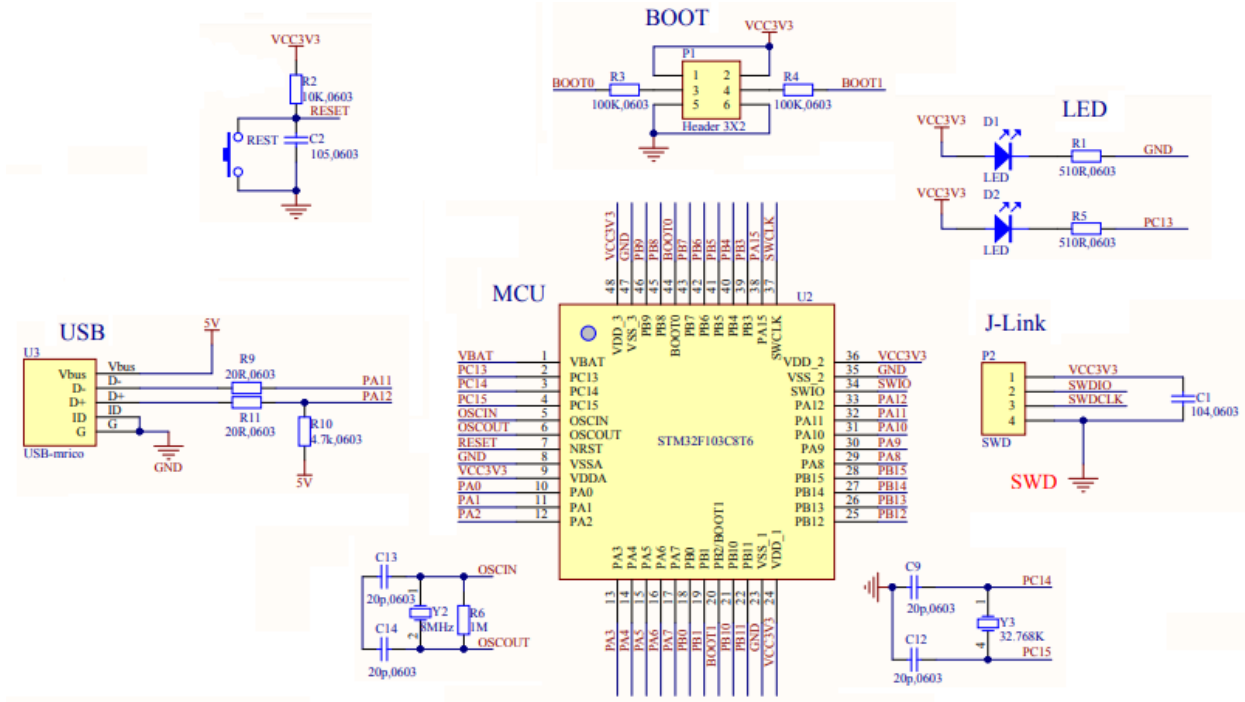 BOOT
VCC3V3
P1
BOOT0
R3
100K,0603
1
2
3
4
5
6
R4
100K,0603
BOOT1
Header 3X2
VCC3V3
R2
10K,0603
RESET
REST
C2
105,0603
LED
VCC3V3
D1
LED
R1
510R,0603
GND
VCC3V3
D2
LED
R5
510R,0603
PC13
MCU
VCC3V3
GND
PB9
PB8
BOOT0
PB7
PB6
PB5
PB4
PB3
PA15
SWCLK
48
47
46
45
44
43
42
41
40
39
38
37
U2
VDD_3
VSS_3
PB9
PB8
BOOT0
PB7
PB6
PB5
PB4
PB3
PA15
SWCLK
VBAT 1 VBAT
PC13 2 PC13
PC14 3 PC14
PC15 4 PC15
OSCIN 5 OSCIN
OSCOUT 6 OSCOUT
RESET 7 NRST
GND 8 VSSA
VCC3V3 9 VDDA
PA0 10 PA0
PA1 11 PA1
PA2 12 PA2
STM32F103C8T6
VDD_2 36 VCC3V3
VSS_2 35 GND
SWIO 34 SWIO
PA12 33 PA12
PA11 32 PA11
PA10 31 PA10
PA9 30 PA9
PA8 29 PA8
PB15 28 PB15
PB14 27 PB14
PB13 26 PB13
PB12 25 PB12
PA3
PA4
PA5
PA6
PA7
PB0
PB1
PB2/BOOT1
PB10
PB11
VSS_1
VDD_1
13
14
15
16
17
18
19
20
21
22
23
24
PA3
PA4
PA5
PA6
PA7
PB0
PB1
BOOT1
PB10
PB11
GND
VCC3V3
USB
U3
Vbus
D-
D+
ID
G
Vbus
D-
D+
ID
G
USB-mrico
5V
R9
20R,0603
PA11
PA12
R11
20R,0603
R10
4.7k,0603
GND
5V
J-Link
P2
1
2
3
4
SWD
VCC3V3
SWDIO
SWDCLK
C1
104,0603
SWD
C13
20p,0603
OSCIN
1
Y2
8MHz
2
R6
1M
C14
20p,0603
OSCOUT
C9
20p,0603
PC14
1
Y3
32.768K
4
C12
20p,0603
PC15